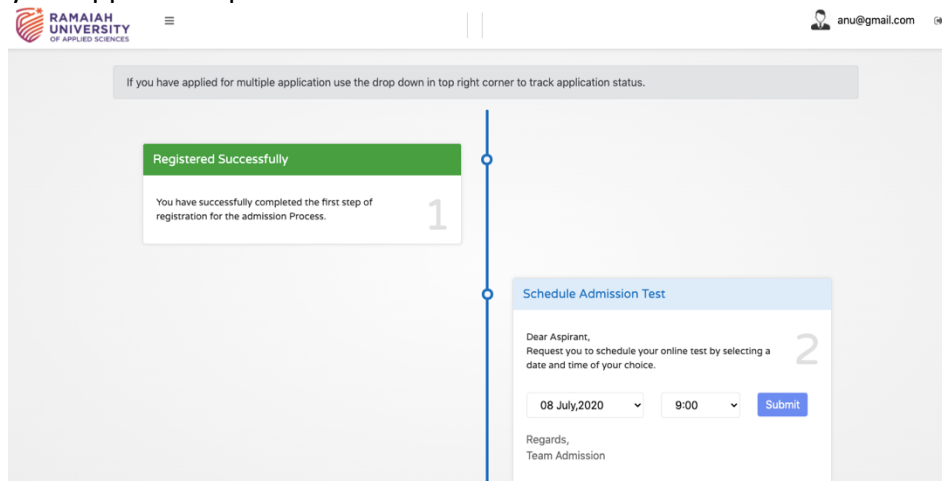 RAMAIAH
UNIVERSITY
OF APPLIED SCIENCES
anu@gmail.com
If you have applied for multiple application use the drop down in top right corner to track application status.
Registered Successfully
You have successfully completed the first step of
registration for the admission Process.
1
Schedule Admission Test
Dear Aspirant,
Request you to schedule your online test by selecting a
date and time of your choice.
2
08 July,2020 9:00 Submit
Regards,
Team Admission